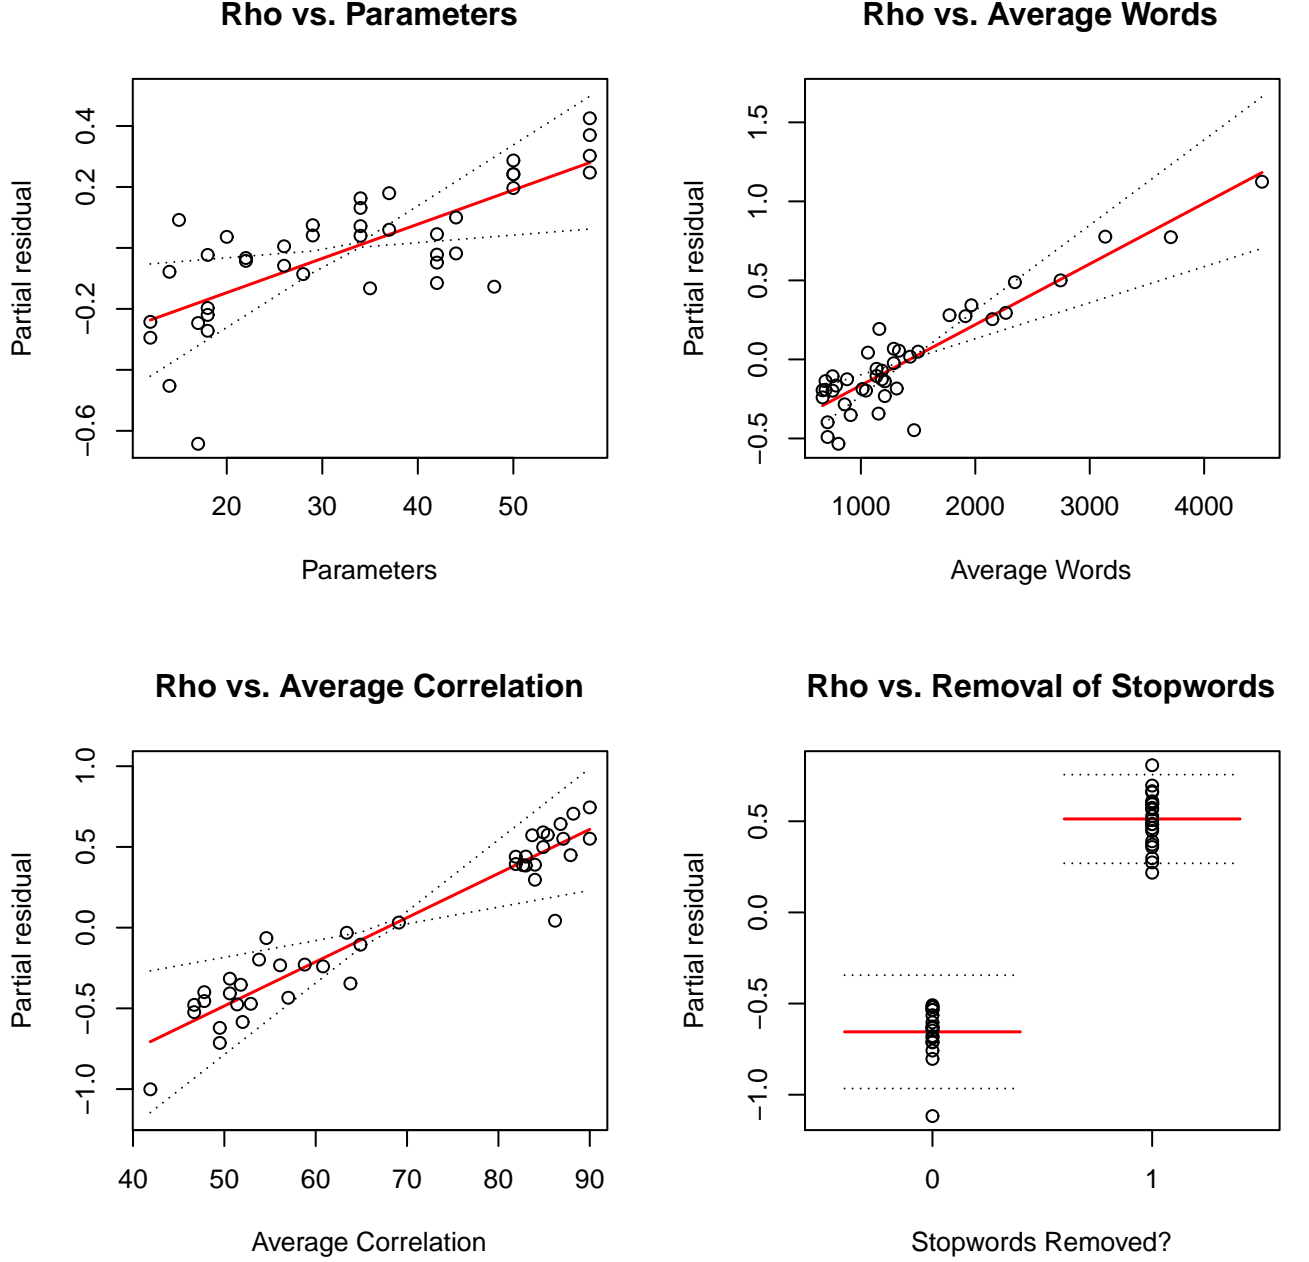 Rho vs. Parameters
Partial residual
0.4
0.2
−0.2
−0.6
20 30 40 50
Parameters
Rho vs. Average Words
Partial residual
1.5
1.0
0.5
0.0
−0.5
1000 2000 3000 4000
Average Words
Rho vs. Average Correlation
Partial residual
1.0
0.5
0.0
−0.5
−1.0
40 50 60 70 80 90
Average Correlation
Rho vs. Removal of Stopwords
Partial residual
0.5
0.0
−0.5
−1.0
0 1
Stopwords Removed?